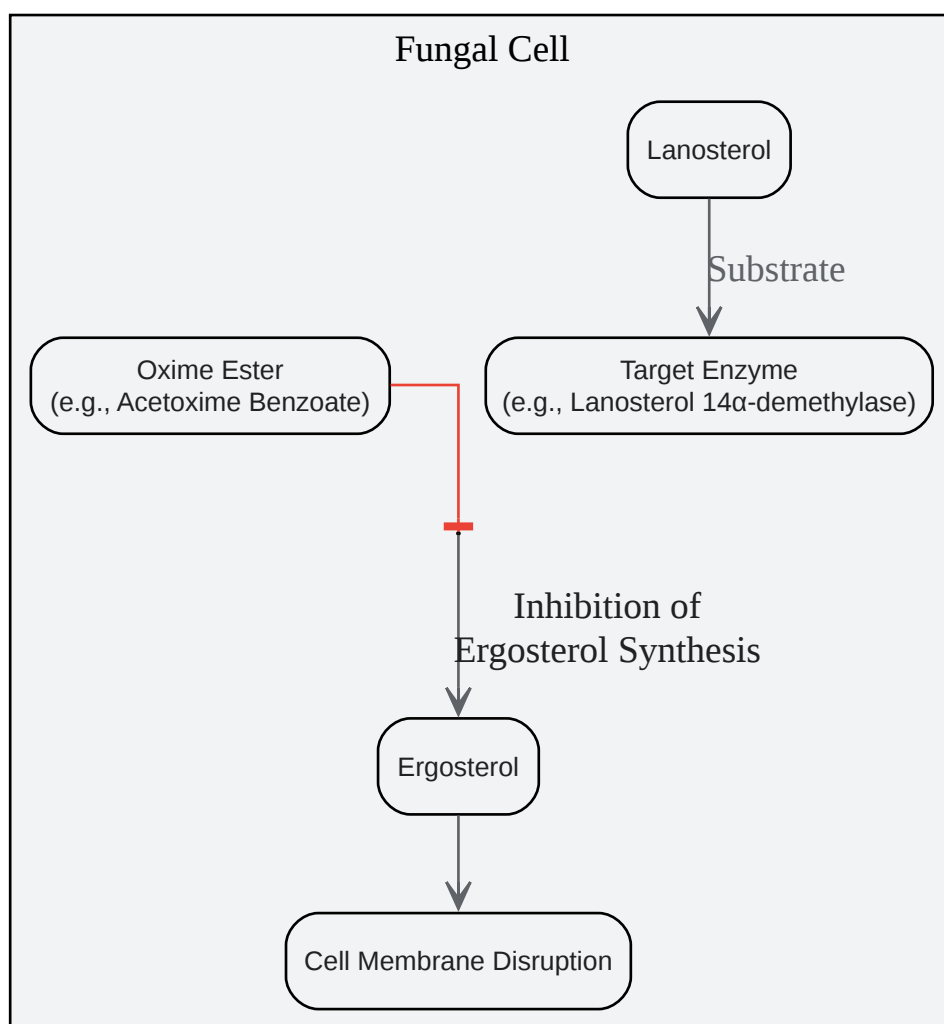 Fungal Cell
Lanosterol
Substrate
Oxime Ester
(e.g., Acetoxime Benzoate)
Target Enzyme
(e.g., Lanosterol 14α-demethylase)
Inhibition of
Ergosterol Synthesis
Ergosterol
Cell Membrane Disruption